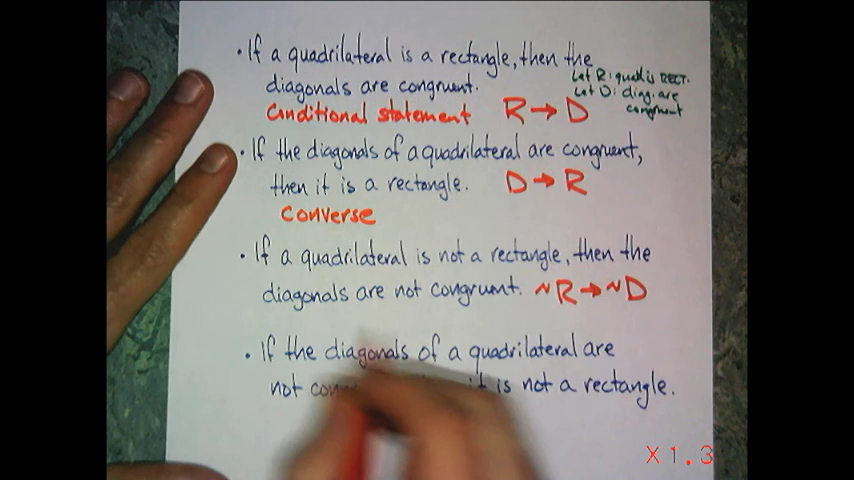 • If a quadrilateral is a rectangle, then the
diagonals are congruent.
Let R: quad is RECT.
Let D: diag. are
congruent
Conditional statement R → D
• If the diagonals of a quadrilateral are congruent,
then it is a rectangle. D → R
Converse
• If a quadrilateral is not a rectangle, then the
diagonals are not congruent. ~R → ~D
• If the diagonals of a quadrilateral are
not it is not a rectangle.
X1.3